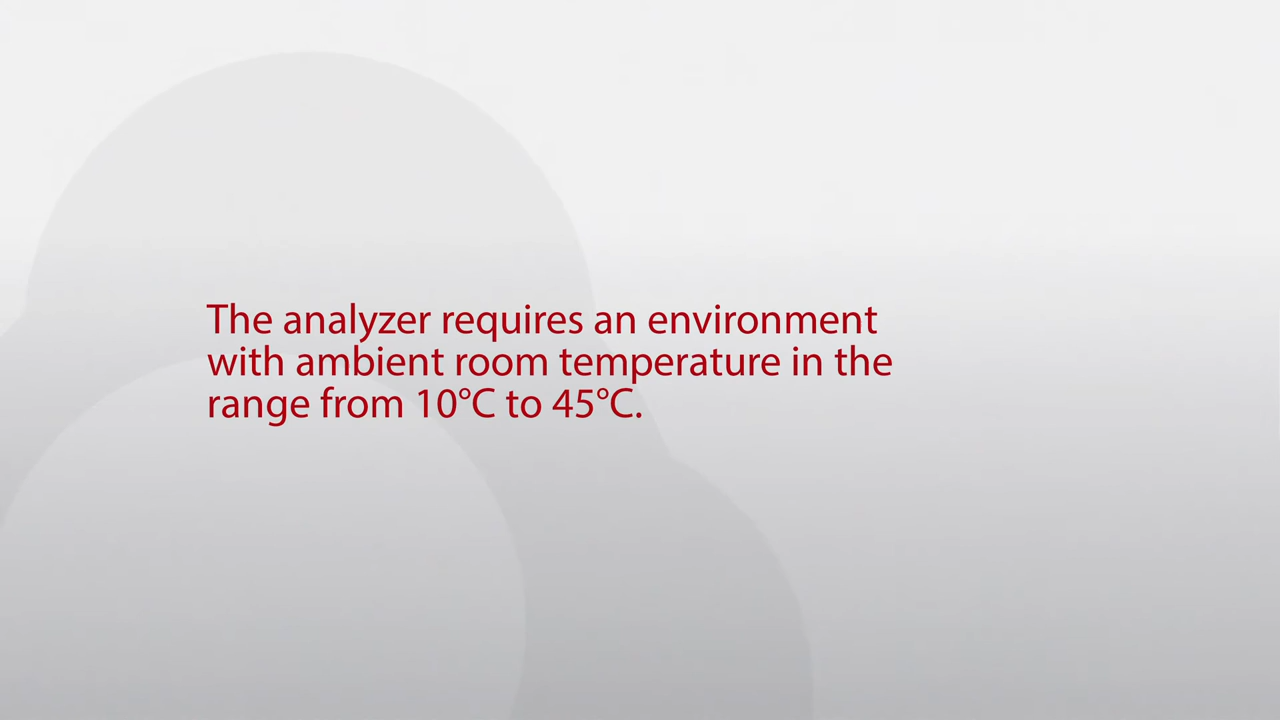 The analyzer requires an environment
with ambient room temperature in the
range from 10°C to 45°C.